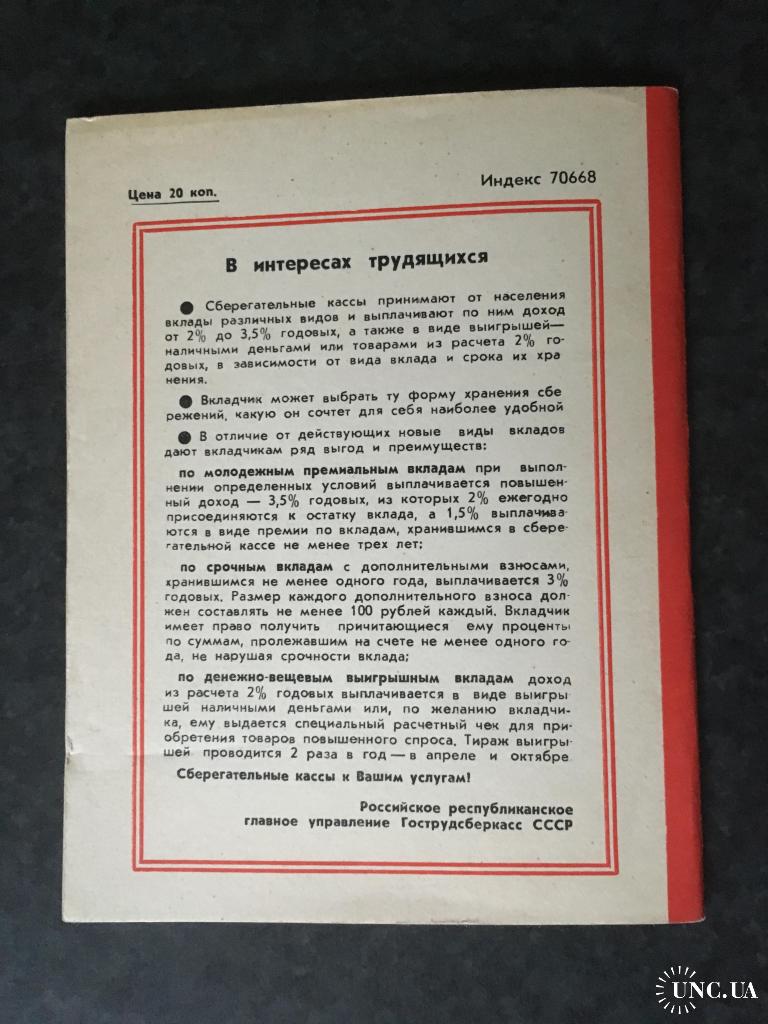 Цена 20 коп.
Индекс 70668
В интересах трудящихся
● Сберегательные кассы принимают от населения
вклады различных видов и выплачивают по ним доход
от 2% до 3,5% годовых, а также в виде выигрышей—
наличными деньгами или товарами из расчета 2% го-
довых, в зависимости от вида вклада и срока их хра
нения.
● Вкладчик может выбрать ту форму хранения сбе
режений, какую он сочтет для себя наиболее удобной
● В отличие от действующих новые виды вкладов
дают вкладчикам ряд выгод и преимуществ:
по молодежным премиальным вкладам при выпол-
нении определенных условий выплачивается повышен-
ный доход — 3,5% годовых, из которых 2% ежегодно
присоединяются к остатку вклада, а 1,5% выплачива-
ются в виде премии по вкладам, хранившимся в сбере-
гательной кассе не менее трех лет;
по срочным вкладам с дополнительными взносами,
хранившимся не менее одного года, выплачивается 3%
годовых. Размер каждого дополнительного взноса дол-
жен составлять не менее 100 рублей каждый. Вкладчик
имеет право получить причитающиеся ему проценты
по суммам, пролежавшим на счете не менее одного го-
да, не нарушая срочности вклада;
по денежно-вещевым выигрышным вкладам доход
из расчета 2% годовых выплачивается в виде выигры
шей наличными деньгами или, по желанию вкладчи-
ка, ему выдается специальный расчетный чек для при-
обретения товаров повышенного спроса. Тираж выигры-
шей проводится 2 раза в год — в апреле и октябре
Сберегательные кассы к Вашим услугам!
Российское республиканское
главное управление Гострудсберкасс СССР
UNC.UA